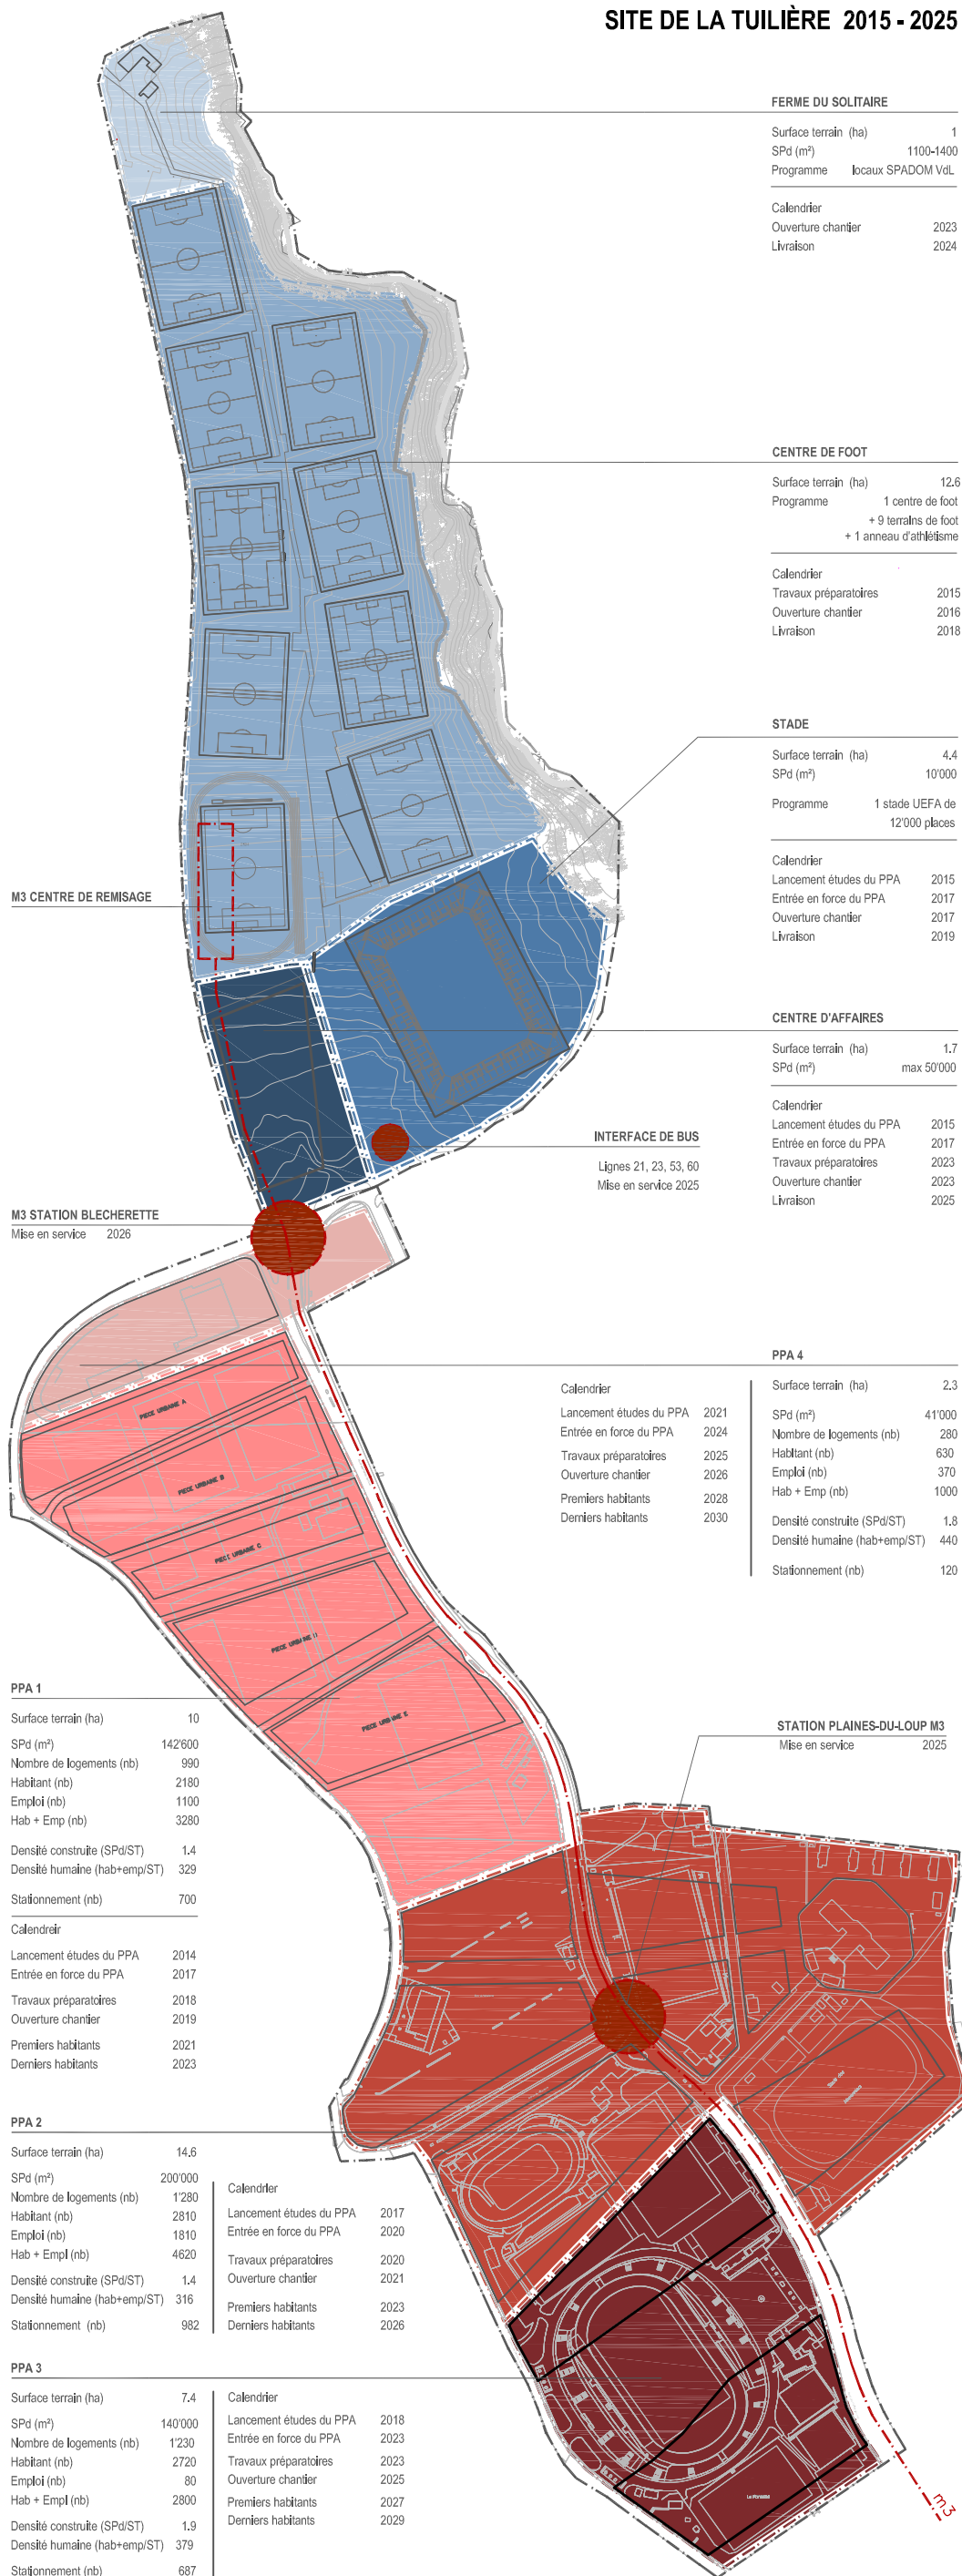 SITE DE LA TUILIÈRE 2015 - 2025
FERME DU SOLITAIRE
Surface terrain (ha) 1
SPd (m²) 1100-1400
Programme locaux SPADOM VdL
Calendrier
Ouverture chantier 2023
Livraison 2024
CENTRE DE FOOT
Surface terrain (ha) 12.6
Programme 1 centre de foot
+ 9 terrains de foot
+ 1 anneau d'athlétisme
Calendrier
Travaux préparatoires 2015
Ouverture chantier 2016
Livraison 2018
STADE
Surface terrain (ha) 4.4
SPd (m²) 10'000
Programme 1 stade UEFA de
12'000 places
Calendrier
Lancement études du PPA 2015
Entrée en force du PPA 2017
Ouverture chantier 2017
Livraison 2019
M3 CENTRE DE REMISAGE
CENTRE D'AFFAIRES
Surface terrain (ha) 1.7
SPd (m²) max 50'000
Calendrier
Lancement études du PPA 2015
Entrée en force du PPA 2017
Travaux préparatoires 2023
Ouverture chantier 2023
Livraison 2025
INTERFACE DE BUS
Lignes 21, 23, 53, 60
Mise en service 2025
M3 STATION BLECHERETTE
Mise en service 2026
PPA 4
Surface terrain (ha) 2.3
SPd (m²) 41'000
Nombre de logements (nb) 280
Habitant (nb) 630
Emploi (nb) 370
Hab + Emp (nb) 1000
Densité construite (SPd/ST) 1.8
Densité humaine (hab+emp/ST) 440
Stationnement (nb) 120
Calendrier
Lancement études du PPA 2021
Entrée en force du PPA 2024
Travaux préparatoires 2025
Ouverture chantier 2026
Premiers habitants 2028
Derniers habitants 2030
PIECE URBAINE A
PIECE URBAINE B
PIECE URBAINE C
PIECE URBAINE D
PIECE URBAINE E
PPA 1
Surface terrain (ha) 10
SPd (m²) 142'600
Nombre de logements (nb) 990
Habitant (nb) 2180
Emploi (nb) 1100
Hab + Emp (nb) 3280
Densité construite (SPd/ST) 1.4
Densité humaine (hab+emp/ST) 329
Stationnement (nb) 700
Calendreir
Lancement études du PPA 2014
Entrée en force du PPA 2017
Travaux préparatoires 2018
Ouverture chantier 2019
Premiers habitants 2021
Derniers habitants 2023
STATION PLAINES-DU-LOUP M3
Mise en service 2025
PPA 2
Surface terrain (ha) 14.6
SPd (m²) 200'000
Nombre de logements (nb) 1'280
Habitant (nb) 2810
Emploi (nb) 1810
Hab + Empl (nb) 4620
Densité construite (SPd/ST) 1.4
Densité humaine (hab+emp/ST) 316
Stationnement (nb) 982
Calendrier
Lancement études du PPA 2017
Entrée en force du PPA 2020
Travaux préparatoires 2020
Ouverture chantier 2021
Premiers habitants 2023
Derniers habitants 2026
PPA 3
Surface terrain (ha) 7.4
SPd (m²) 140'000
Nombre de logements (nb) 1'230
Habitant (nb) 2720
Emploi (nb) 80
Hab + Empl (nb) 2800
Densité construite (SPd/ST) 1.9
Densité humaine (hab+emp/ST) 379
Stationnement (nb) 687
Calendrier
Lancement études du PPA 2018
Entrée en force du PPA 2023
Travaux préparatoires 2023
Ouverture chantier 2025
Premiers habitants 2027
Derniers habitants 2029
m3